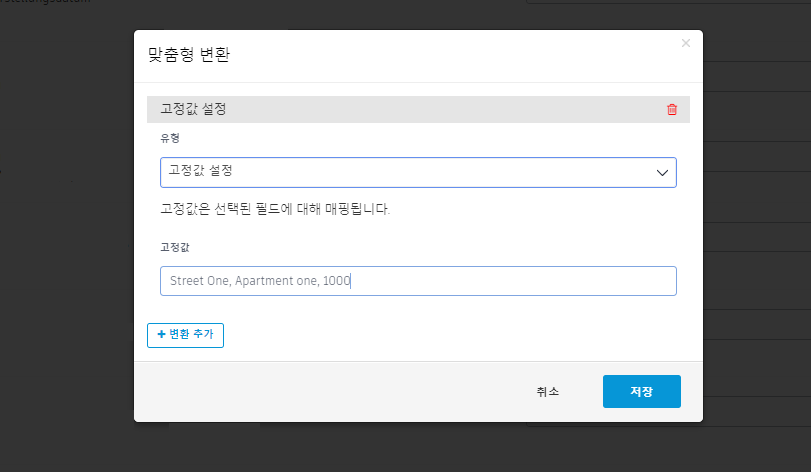 맞춤형 변환
고정값 설정
유형
고정값 설정
고정값은 선택된 필드에 대해 매핑됩니다.
고정값
Street One, Apartment one, 1000
+ 변환 추가
취소
저장